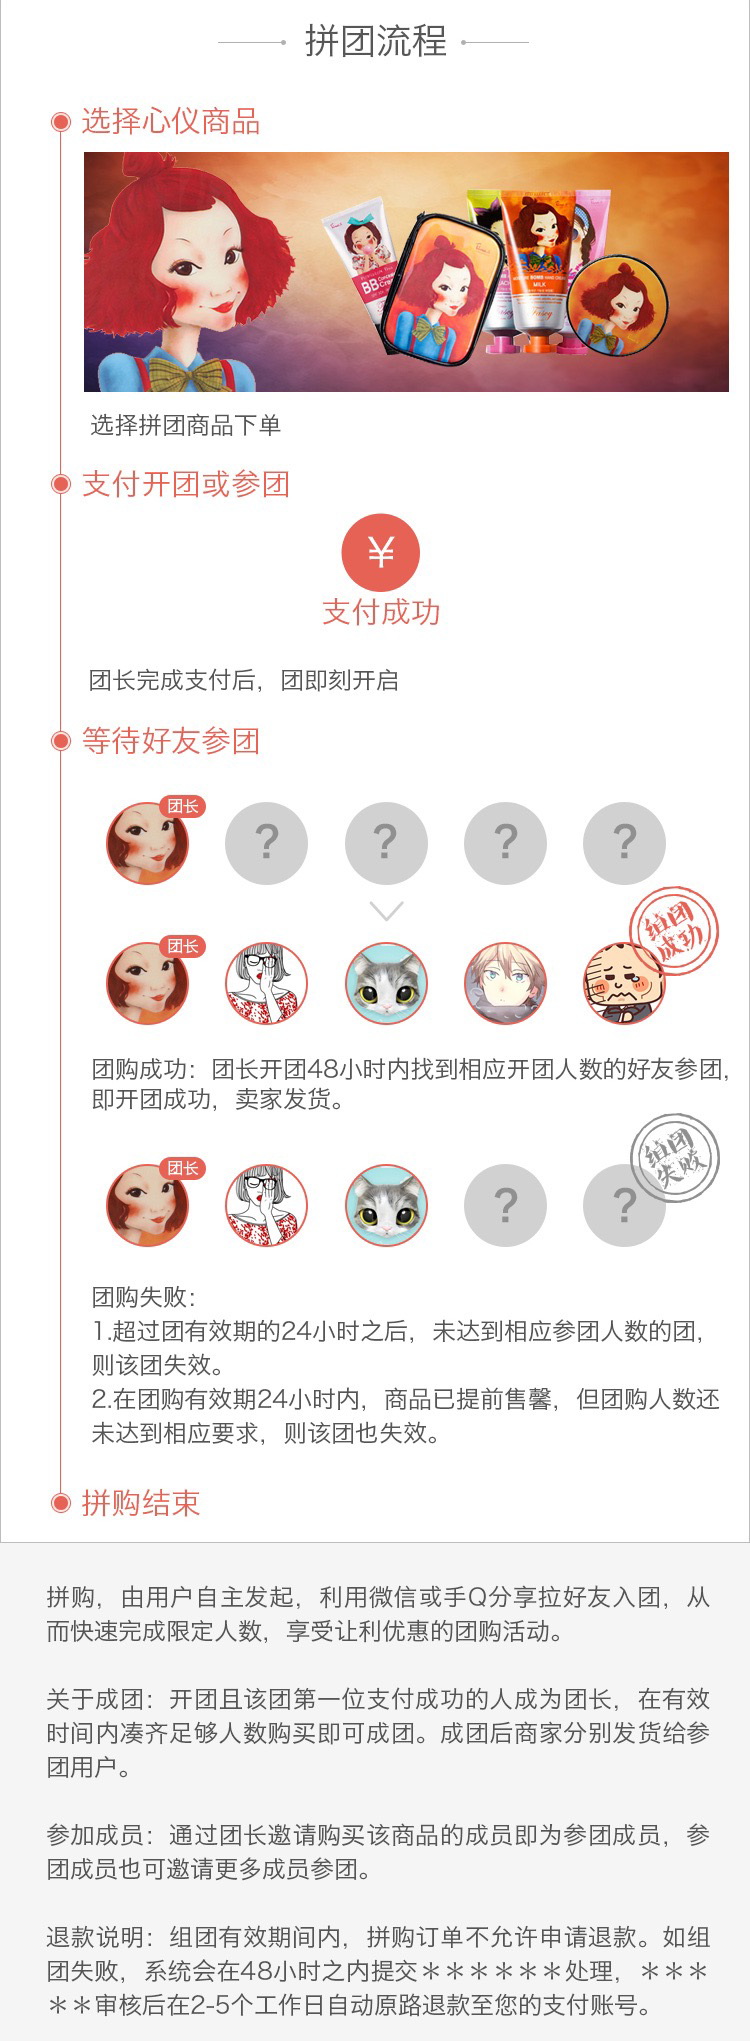 拼团流程
选择心仪商品
BB
MILK
选择拼团商品下单
支付开团或参团
¥
支付成功
团长完成支付后，团即刻开启
等待好友参团
团长
? ? ? ?
团长
组团
成功
团购成功：团长开团48小时内找到相应开团人数的好友参团，
即开团成功，卖家发货。
团长
? ?
组团
失败
团购失败：
1.超过团有效期的24小时之后，未达到相应参团人数的团，
则该团失效。
2.在团购有效期24小时内，商品已提前售馨，但团购人数还
未达到相应要求，则该团也失效。
拼购结束
拼购，由用户自主发起，利用微信或手Q分享拉好友入团，从
而快速完成限定人数，享受让利优惠的团购活动。
关于成团：开团且该团第一位支付成功的人成为团长，在有效
时间内凑齐足够人数购买即可成团。成团后商家分别发货给参
团用户。
参加成员：通过团长邀请购买该商品的成员即为参团成员，参
团成员也可邀请更多成员参团。
退款说明：组团有效期间内，拼购订单不允许申请退款。如组
团失败，系统会在48小时之内提交＊＊＊＊＊＊处理，＊＊＊
＊＊审核后在2-5个工作日自动原路退款至您的支付账号。